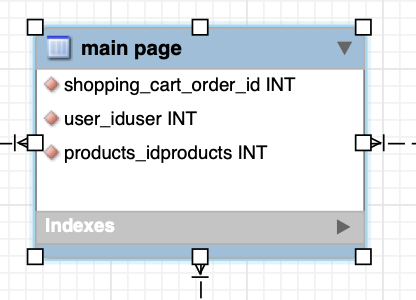 main page
shopping_cart_order_id INT
user_iduser INT
products_idproducts INT
Indexes